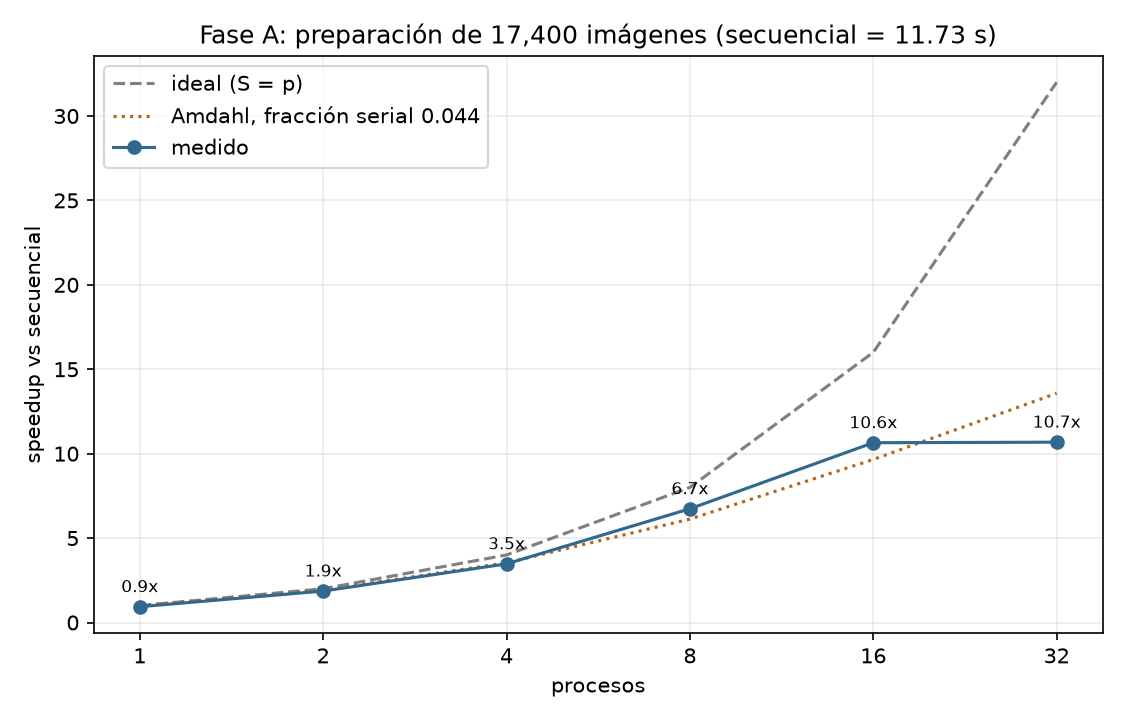 Fase A: preparación de 17,400 imágenes (secuencial = 11.73 s)
ideal (S = p)
Amdahl, fracción serial 0.044
medido
speedup vs secuencial
30
25
20
15
10
5
0
0.9x
1.9x
3.5x
6.7x
10.6x
10.7x
1 2 4 8 16 32
procesos